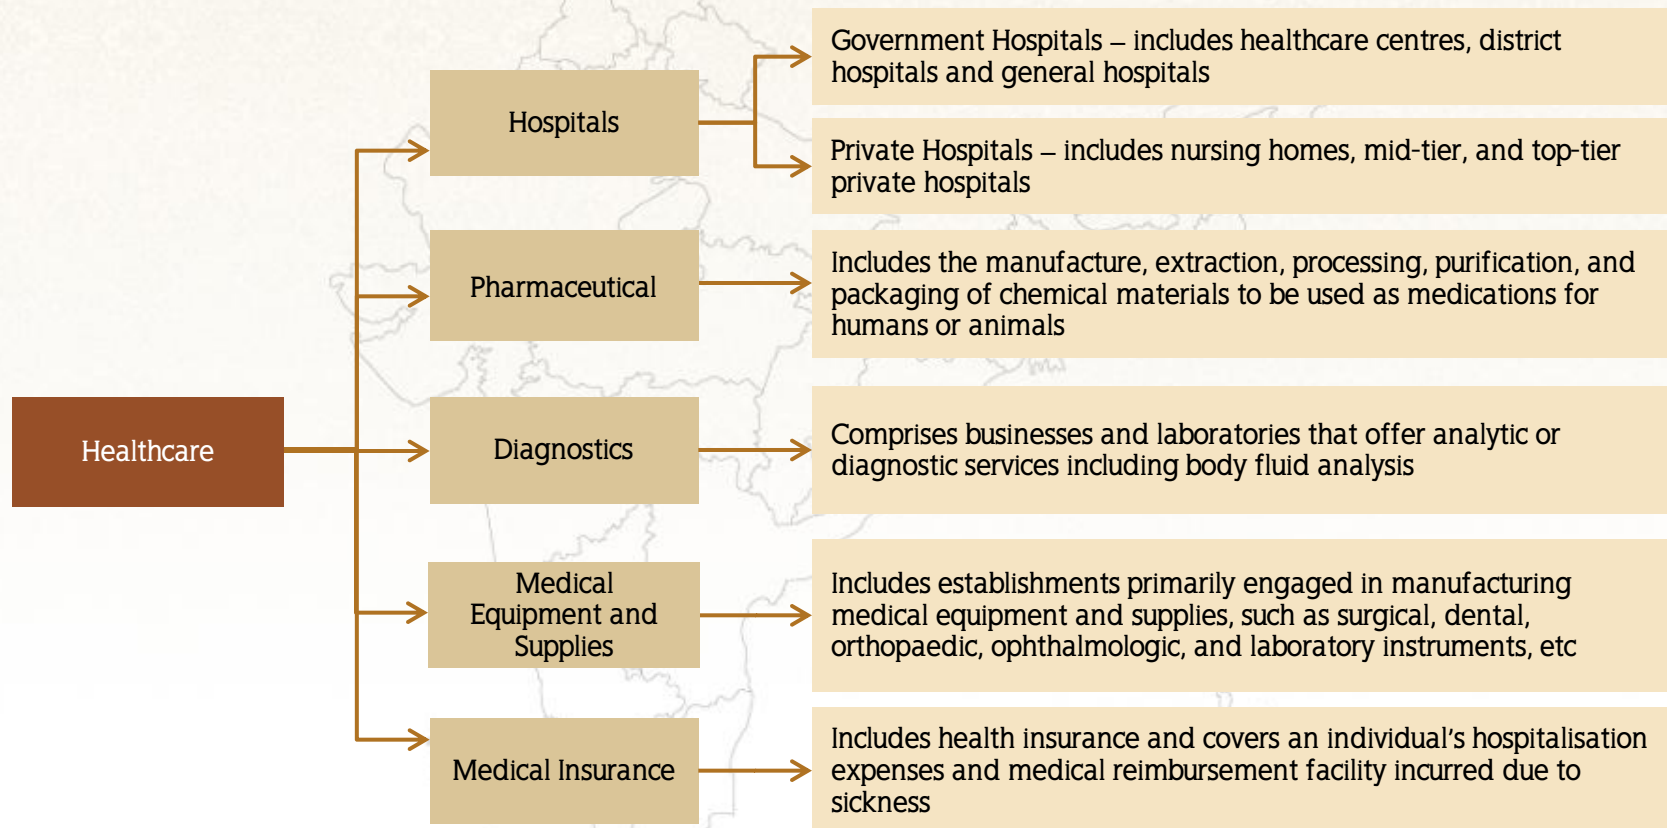 Healthcare
Hospitals
Government Hospitals – includes healthcare centres, district
hospitals and general hospitals
Private Hospitals – includes nursing homes, mid-tier, and top-tier
private hospitals
Pharmaceutical
Includes the manufacture, extraction, processing, purification, and
packaging of chemical materials to be used as medications for
humans or animals
Diagnostics
Comprises businesses and laboratories that offer analytic or
diagnostic services including body fluid analysis
Medical
Equipment and
Supplies
Includes establishments primarily engaged in manufacturing
medical equipment and supplies, such as surgical, dental,
orthopaedic, ophthalmologic, and laboratory instruments, etc
Medical Insurance
Includes health insurance and covers an individual’s hospitalisation
expenses and medical reimbursement facility incurred due to
sickness